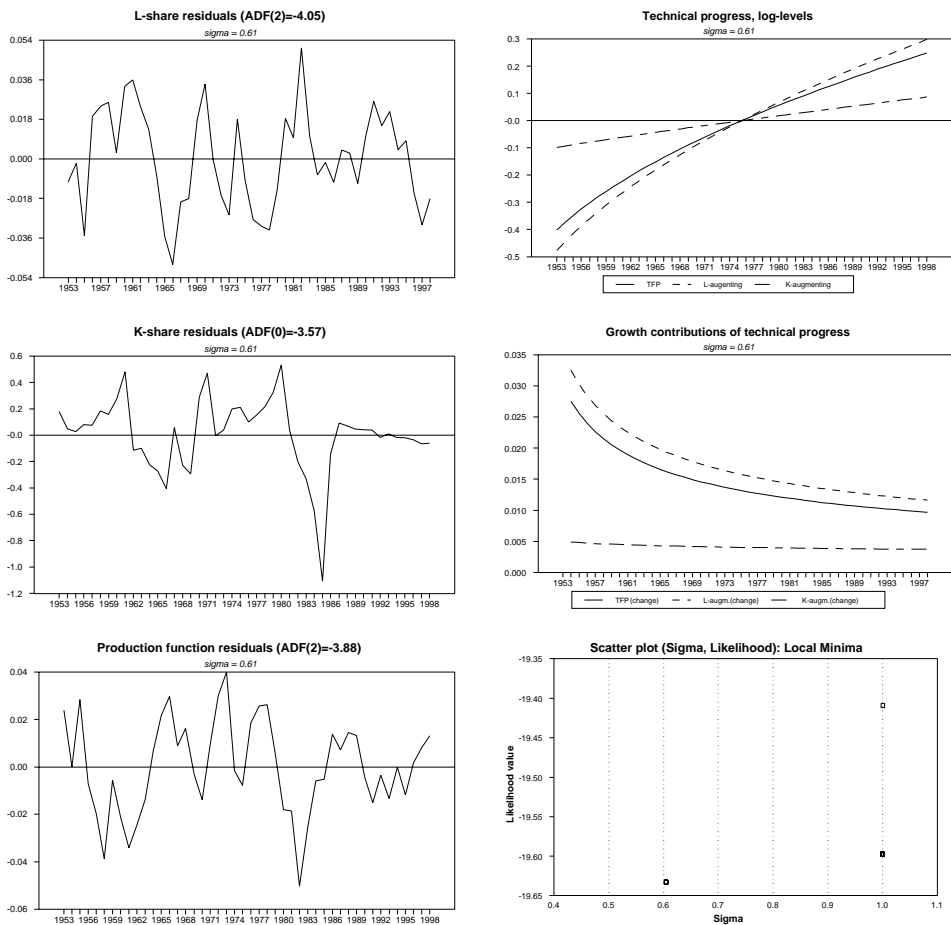 L-share residuals (ADF(2)=-4.05)
sigma = 0.61
0.054
0.036
0.018
0.000
-0.018
-0.036
-0.054
1953 1957 1961 1965 1969 1973 1977 1981 1985 1989 1993 1997
Technical progress, log-levels
sigma = 0.61
0.3
0.2
0.1
-0.0
-0.1
-0.2
-0.3
-0.4
-0.5
1953 1956 1959 1962 1965 1968 1971 1974 1977 1980 1983 1986 1989 1992 1995 1998
TFP L-augenting K-augmenting
K-share residuals (ADF(0)=-3.57)
sigma = 0.61
0.6
0.4
0.2
-0.0
-0.2
-0.4
-0.6
-0.8
-1.0
-1.2
1953 1956 1959 1962 1965 1968 1971 1974 1977 1980 1983 1986 1989 1992 1995 1998
Growth contributions of technical progress
sigma = 0.61
0.035
0.030
0.025
0.020
0.015
0.010
0.005
0.000
1953 1957 1961 1965 1969 1973 1977 1981 1985 1989 1993 1997
TFP (change) L-augm.(change) K-augm.(change)
Production function residuals (ADF(2)=-3.88)
sigma = 0.61
0.04
0.02
0.00
-0.02
-0.04
-0.06
1953 1956 1959 1962 1965 1968 1971 1974 1977 1980 1983 1986 1989 1992 1995 1998
Scatter plot (Sigma, Likelihood): Local Minima
Likelihood value
-19.35
-19.40
-19.45
-19.50
-19.55
-19.60
-19.65
0.4 0.5 0.6 0.7 0.8 0.9 1.0 1.1
Sigma